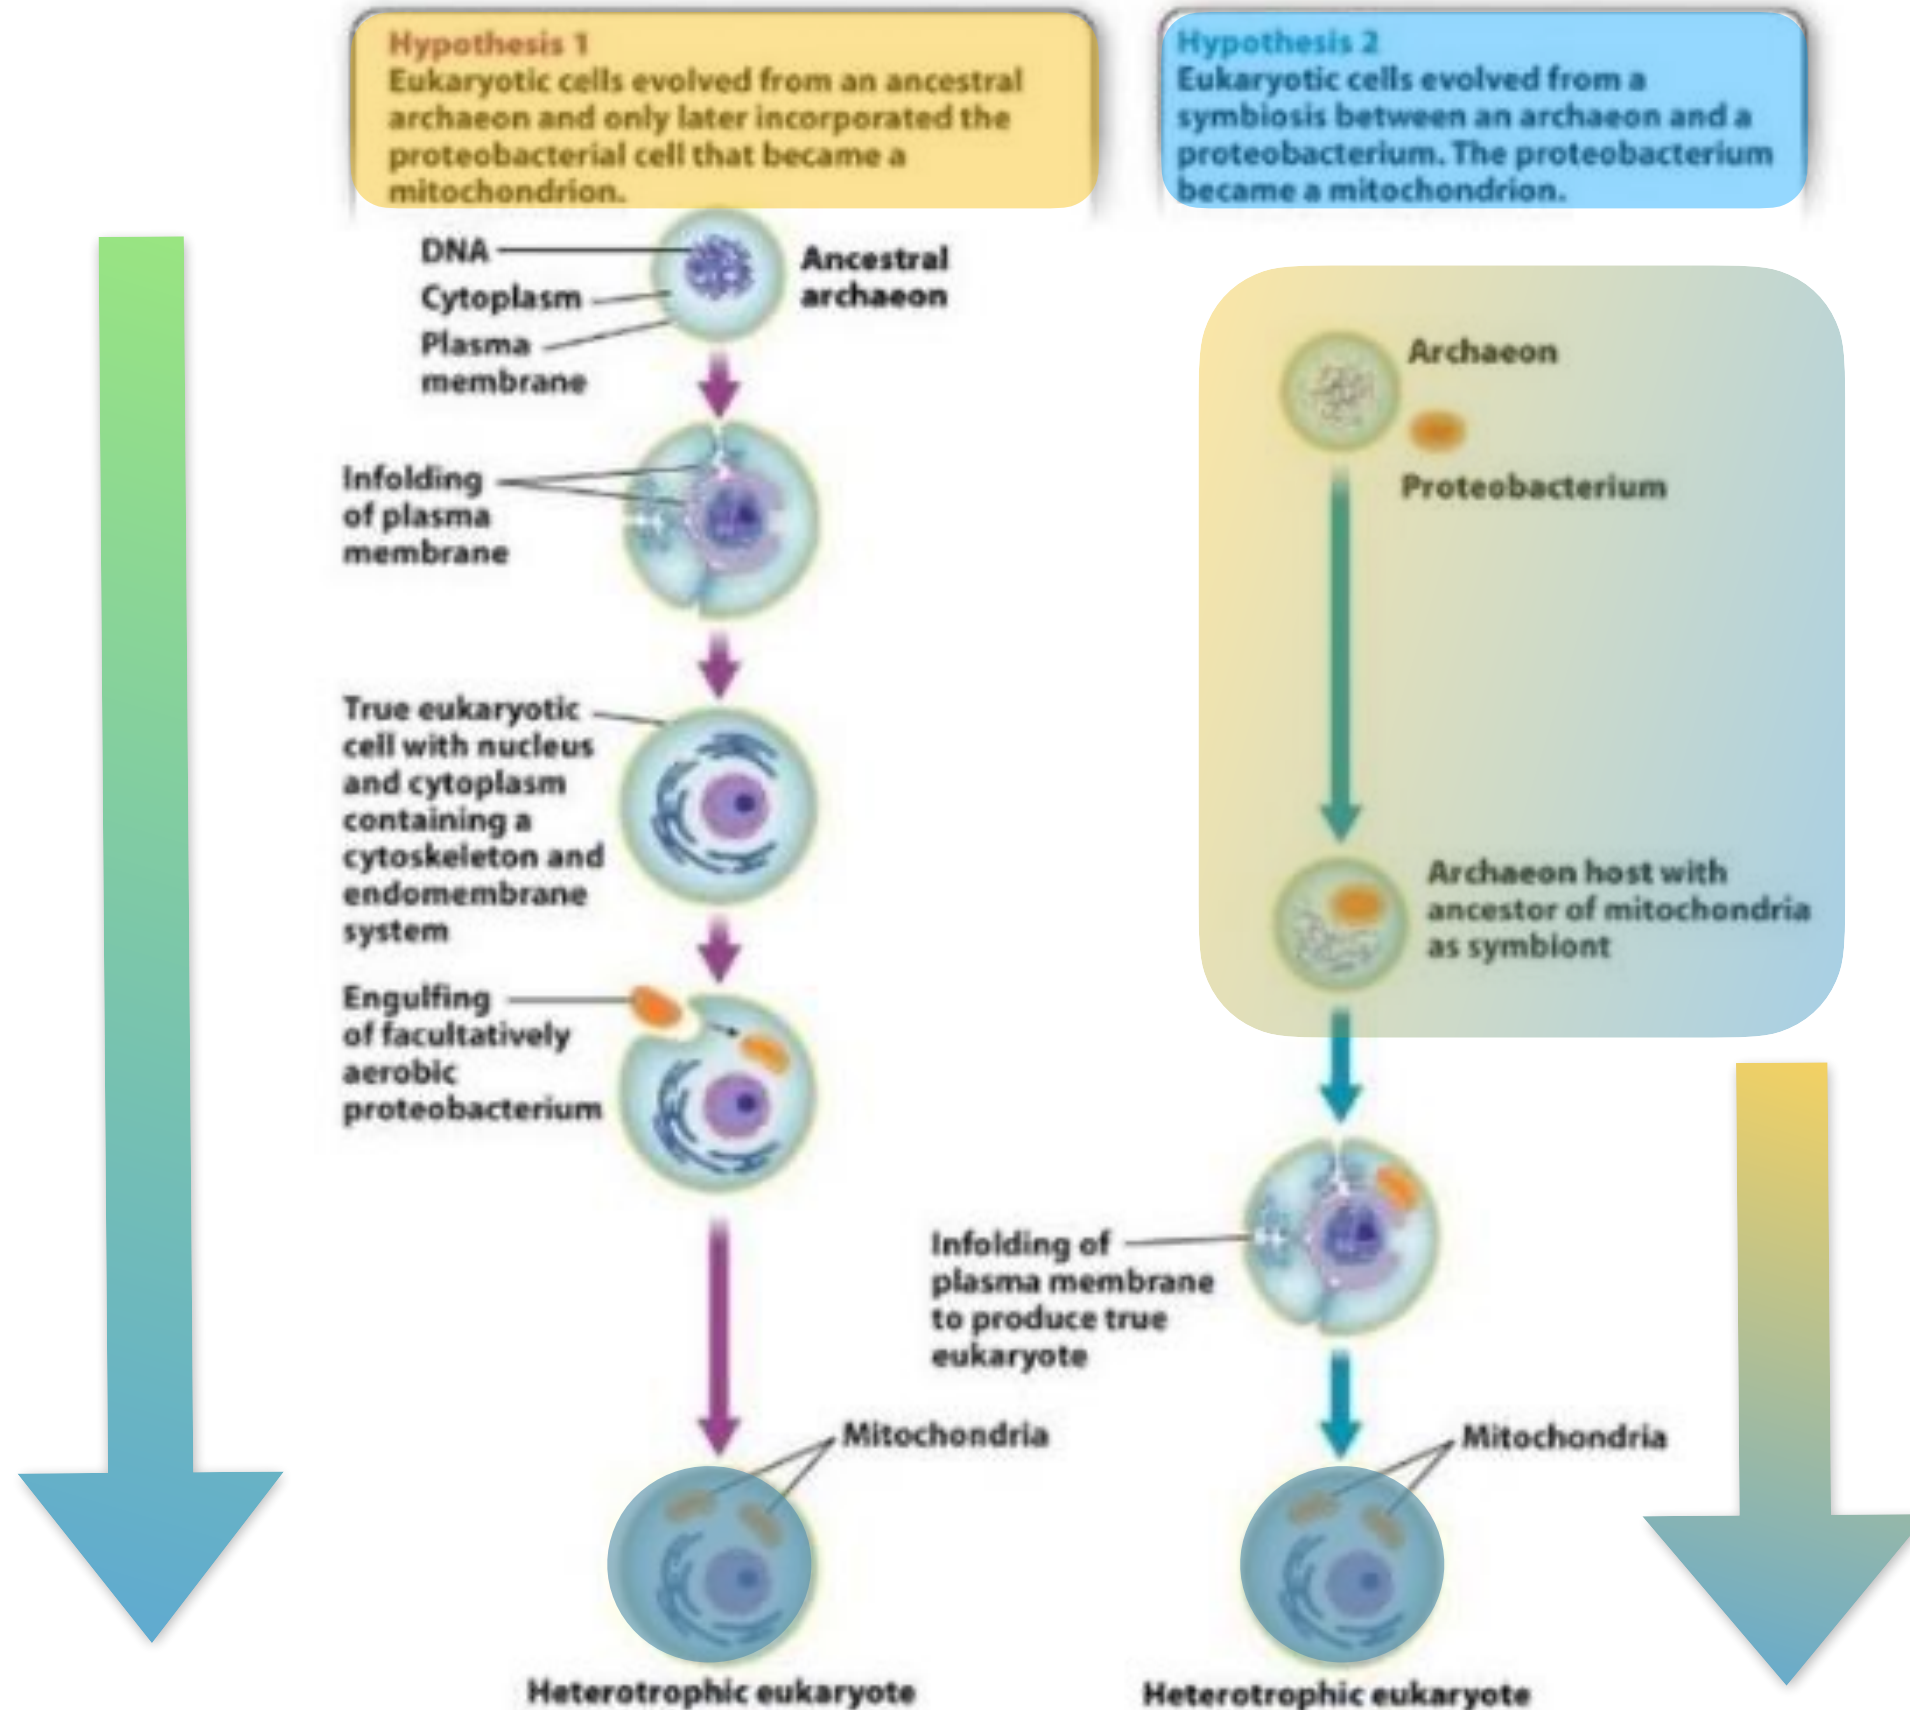 Hypothesis 1
Eukaryotic cells evolved from an ancestral
archaeon and only later incorporated the
proteobacterial cell that became a
mitochondrion.
DNA
Cytoplasm
Plasma
membrane
Ancestral
archaeon
Infolding
of plasma
membrane
True eukaryotic
cell with nucleus
and cytoplasm
containing a
cytoskeleton and
endomembrane
system
Engulfing
of facultatively
aerobic
proteobacterium
Mitochondria
Heterotrophic eukaryote
Hypothesis 2
Eukaryotic cells evolved from a
symbiosis between an archaeon and a
proteobacterium. The proteobacterium
became a mitochondrion.
Archaeon
Proteobacterium
Archaeon host with
ancestor of mitochondria
as symbiont
Infolding of
plasma membrane
to produce true
eukaryote
Mitochondria
Heterotrophic eukaryote